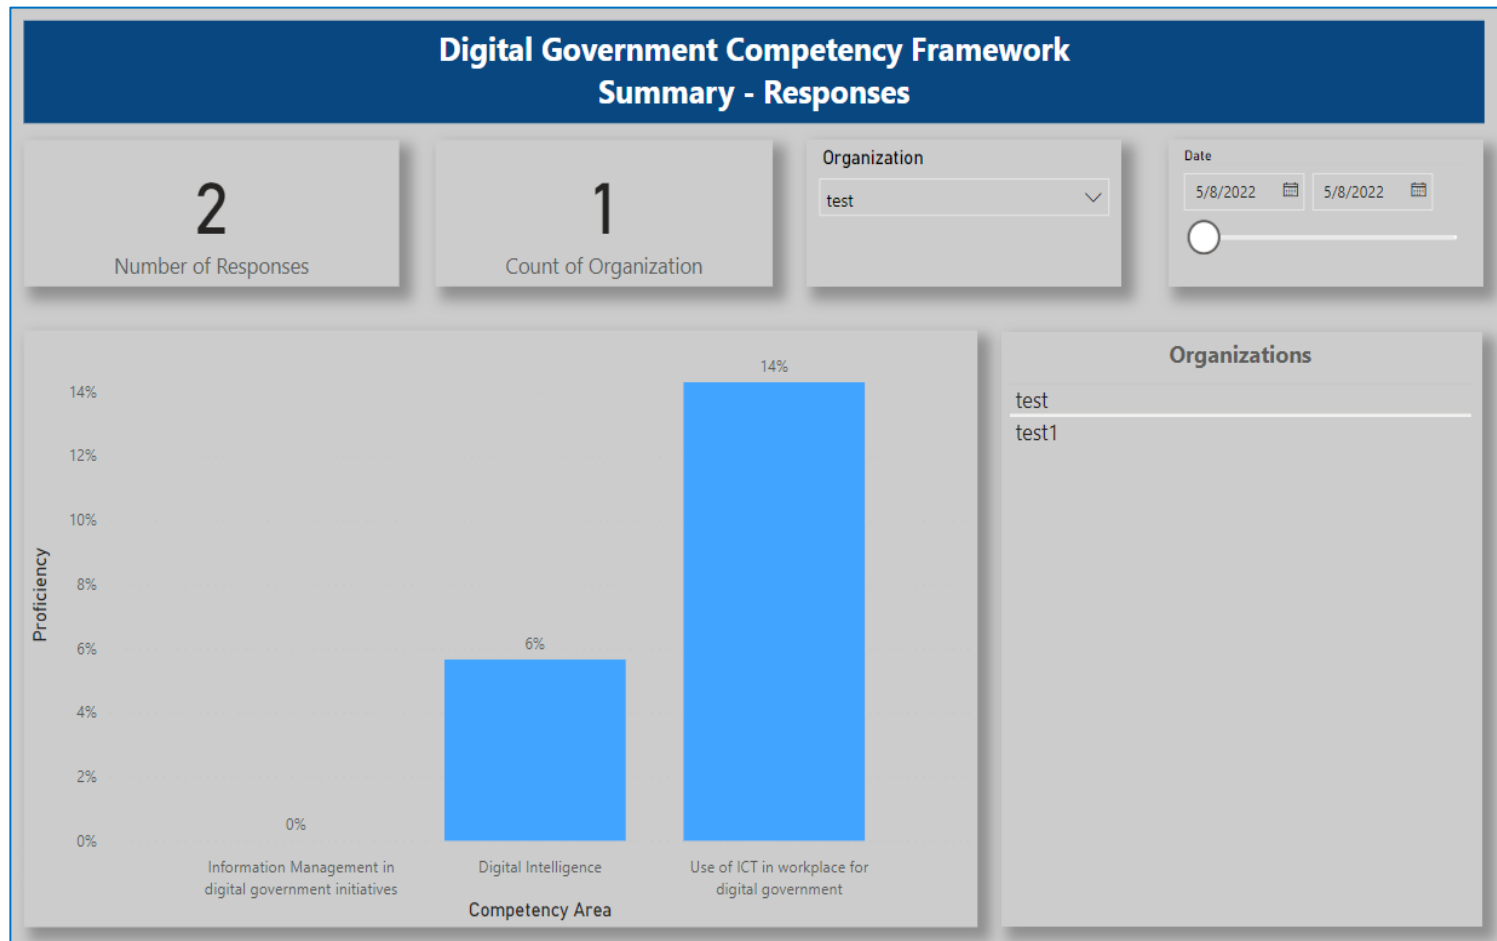 Digital Government Competency Framework
Summary - Responses
2
Number of Responses
1
Count of Organization
Organization
test
Date
5/8/2022
5/8/2022
14%
12%
10%
8%
6%
4%
2%
0%
Proficiency
0%
6%
14%
Information Management in
digital government initiatives
Digital Intelligence
Use of ICT in workplace for
digital government
Competency Area
Organizations
test
test1